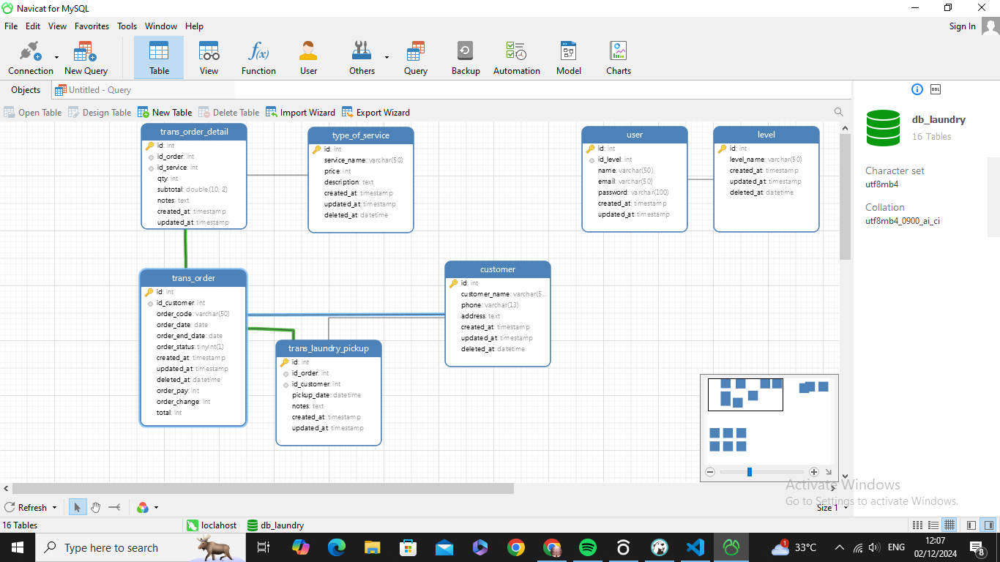 Navicat for MySQL
File Edit View Favorites Tools Window Help
Sign In
Connection New Query Table View Function User Others Query Backup Automation Model Charts
Objects Untitled - Query
Open Table Design Table New Table Delete Table Import Wizard Export Wizard
trans_order_detail
id: int
id_order: int
id_service: int
qty: int
subtotal: double(10, 2)
notes: text
created_at: timestamp
updated_at: timestamp
type_of_service
id: int
service_name: varchar(50)
price: int
description: text
created_at: timestamp
updated_at: timestamp
deleted_at: datetime
user
id: int
id_level: int
name: varchar(50)
email: varchar(50)
password: varchar(100)
created_at: timestamp
updated_at: timestamp
level
id: int
level_name: varchar(50)
created_at: timestamp
updated_at: timestamp
deleted_at: datetime
trans_order
id: int
id_customer: int
order_code: varchar(50)
order_date: date
order_end_date: date
order_status: tinyint(1)
created_at: timestamp
updated_at: timestamp
deleted_at: datetime
order_pay: int
order_change: int
total: int
customer
id: int
customer_name: varchar(5...
phone: varchar(13)
address: text
created_at: timestamp
updated_at: timestamp
deleted_at: datetime
trans_laundry_pickup
id: int
id_order: int
id_customer: int
pickup_date: datetime
notes: text
created_at: timestamp
updated_at: timestamp
DDL
db_laundry
16 Tables
Character set
utf8mb4
Collation
utf8mb4_0900_ai_ci
Activate Windows
Go to Settings to activate Windows.
Refresh
Size 1
16 Tables
loclahost
db_laundry
Type here to search
1
33°C
ENG
12:07
02/12/2024
8